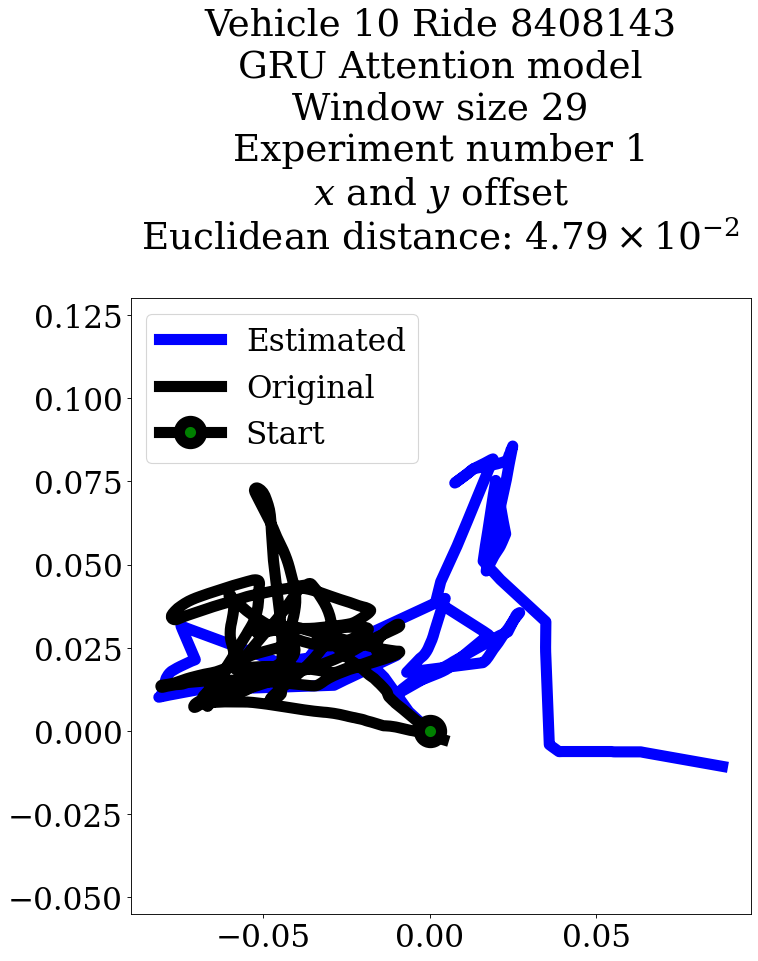 Vehicle 10 Ride 8408143
GRU Attention model
Window size 29
Experiment number 1
x and y offset
Euclidean distance: 4.79 × 10⁻²
0.125
0.100
0.075
0.050
0.025
0.000
−0.025
−0.050
Estimated
Original
Start
−0.05
0.00
0.05